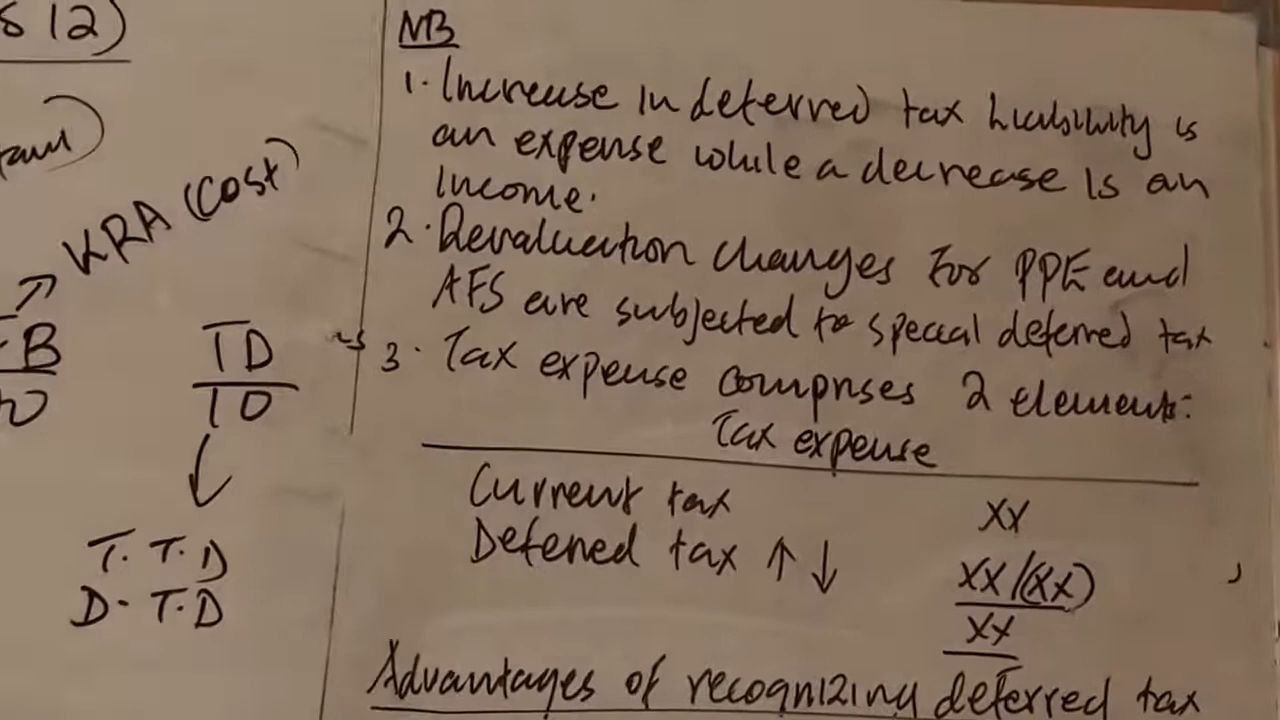 S 12)
KRA (Cost)
TB
TD
TD
T. T. D
D. T. D
NB
1. Increase in deferred tax liability is
an expense while a decrease is an
income.
2. Revaluation changes for PPE and
AFS are subjected to special deferred tax
3. Tax expense comprises 2 elements:
Tax expense
Current tax XX
Deferred tax ↑ ↓ XX/(XX)
XX
Advantages of recognizing deferred tax